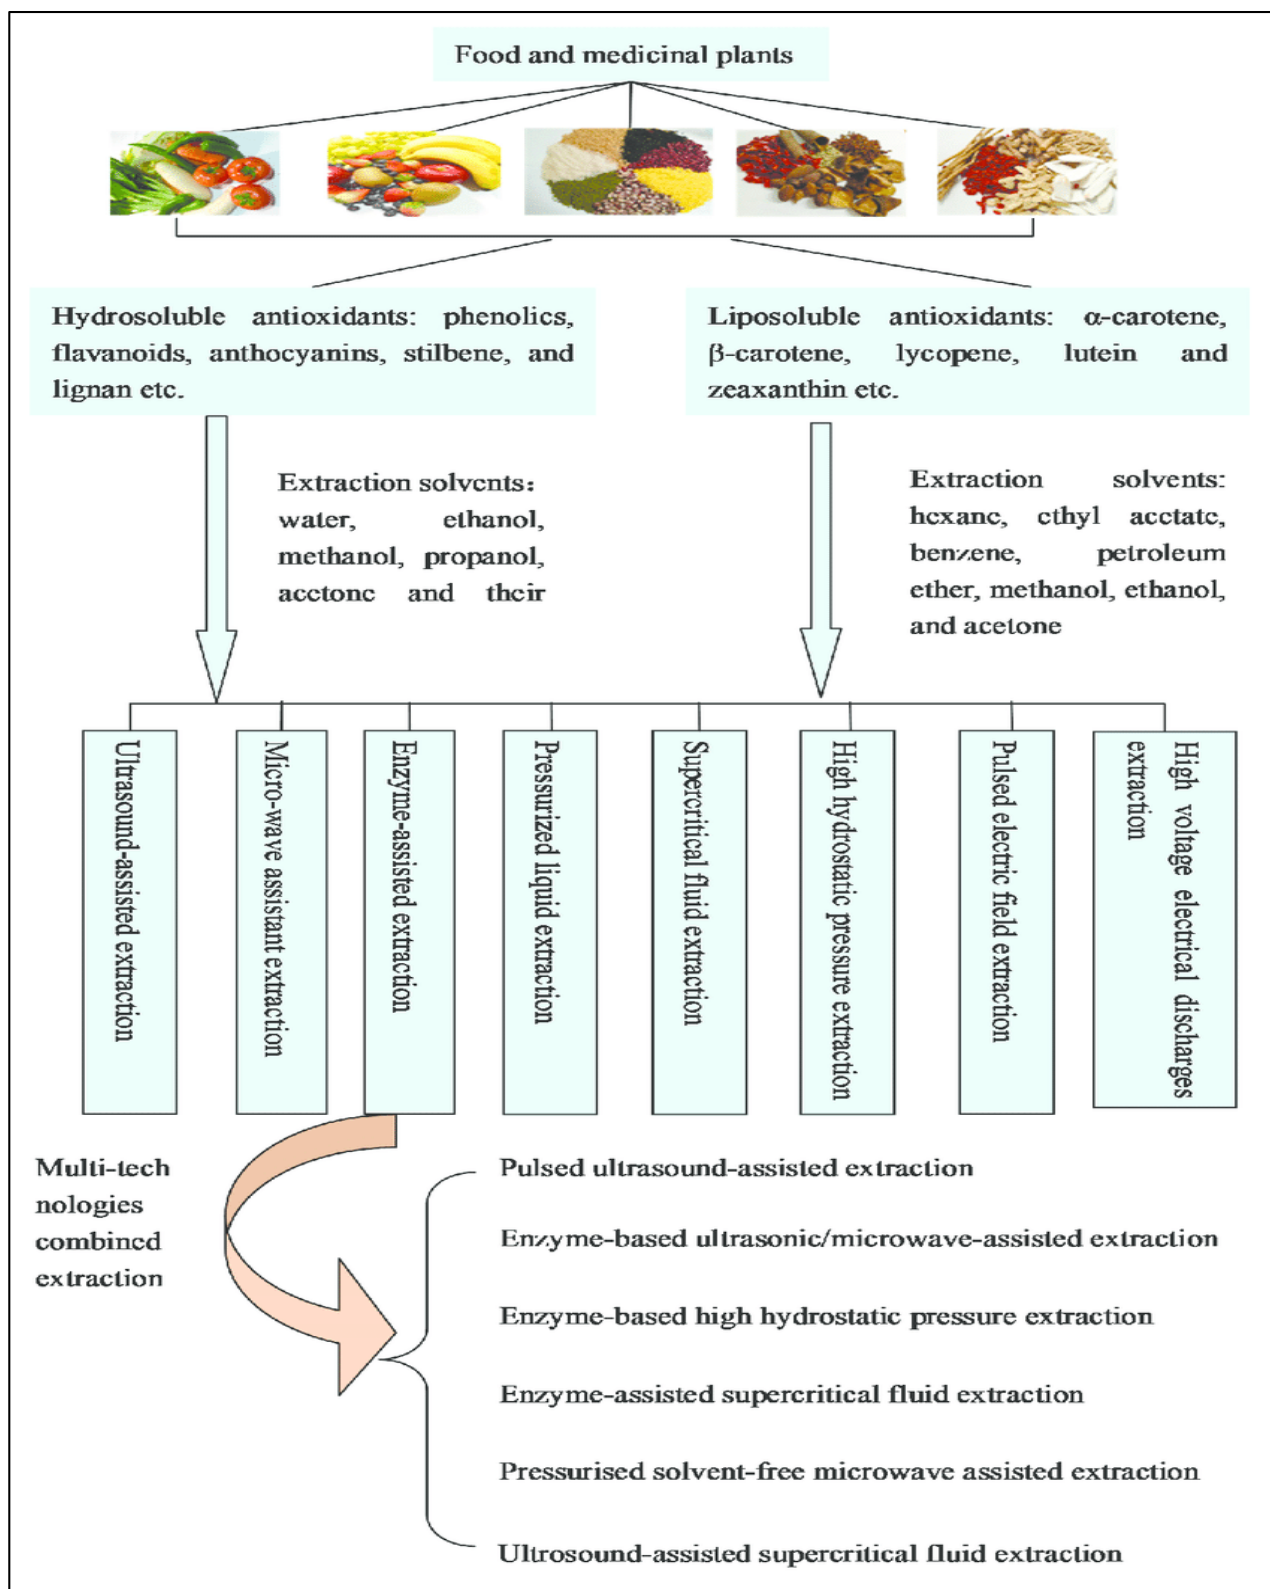 Food and medicinal plants
Hydrosoluble antioxidants: phenolics,
flavanoids, anthocyanins, stilbene, and
lignan etc.
Liposoluble antioxidants: α-carotene,
β-carotene, lycopene, lutein and
zeaxanthin etc.
Extraction solvents:
water, ethanol,
methanol, propanol,
acetone and their
Extraction solvents:
hexane, ethyl acetate,
benzene, petroleum
ether, methanol, ethanol,
and acetone
Ultrasound-assisted extraction
Micro-wave assistant extraction
Enzyme-assisted extraction
Pressurized liquid extraction
Supercritical fluid extraction
High hydrostatic pressure extraction
Pulsed electric field extraction
High voltage electrical discharges
extraction
Multi-tech
nologies
combined
extraction
Pulsed ultrasound-assisted extraction
Enzyme-based ultrasonic/microwave-assisted extraction
Enzyme-based high hydrostatic pressure extraction
Enzyme-assisted supercritical fluid extraction
Pressurised solvent-free microwave assisted extraction
Ultrosound-assisted supercritical fluid extraction